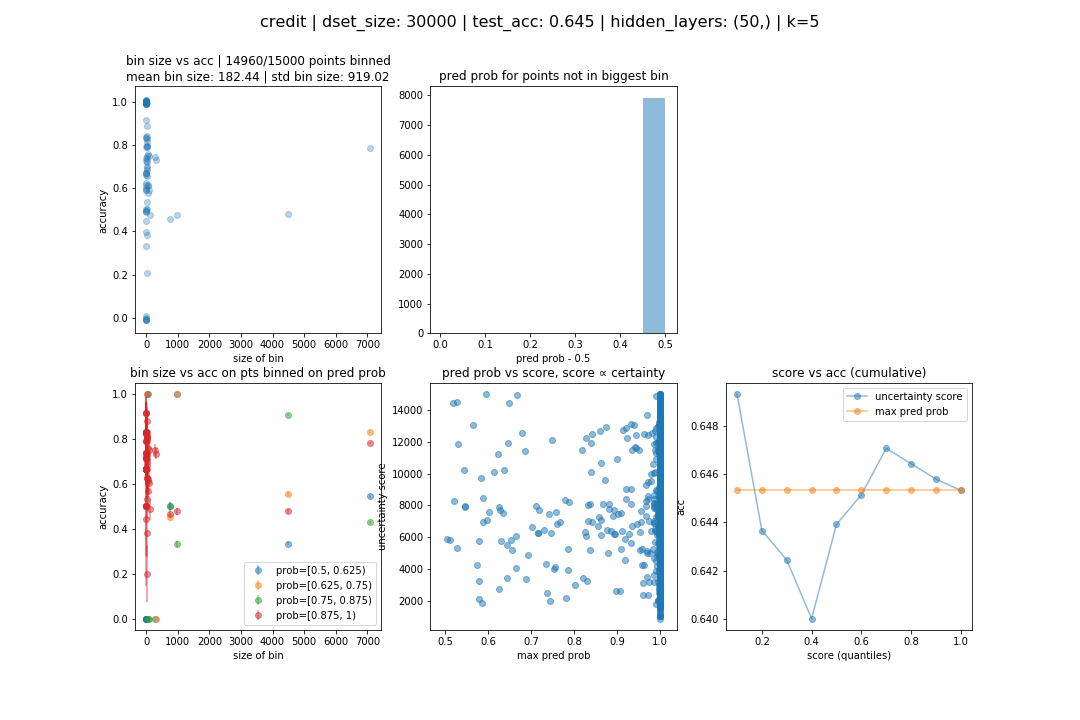 credit | dset_size: 30000 | test_acc: 0.645 | hidden_layers: (50,) | k=5
bin size vs acc | 14960/15000 points binned
mean bin size: 182.44 | std bin size: 919.02
1.0
0.8
0.6
0.4
0.2
0.0
accuracy
0 1000 2000 3000 4000 5000 6000 7000
size of bin
pred prob for points not in biggest bin
8000
7000
6000
5000
4000
3000
2000
1000
0
0.0 0.1 0.2 0.3 0.4 0.5
pred prob - 0.5
bin size vs acc on pts binned on pred prob
1.0
0.8
0.6
0.4
0.2
0.0
accuracy
prob=[0.5, 0.625)
prob=[0.625, 0.75)
prob=[0.75, 0.875)
prob=[0.875, 1)
0 1000 2000 3000 4000 5000 6000 7000
size of bin
pred prob vs score, score ∝ certainty
14000
12000
10000
8000
6000
4000
2000
uncertainty score
0.5 0.6 0.7 0.8 0.9 1.0
max pred prob
score vs acc (cumulative)
uncertainty score
max pred prob
0.648
0.646
0.644
0.642
0.640
acc
0.2 0.4 0.6 0.8 1.0
score (quantiles)